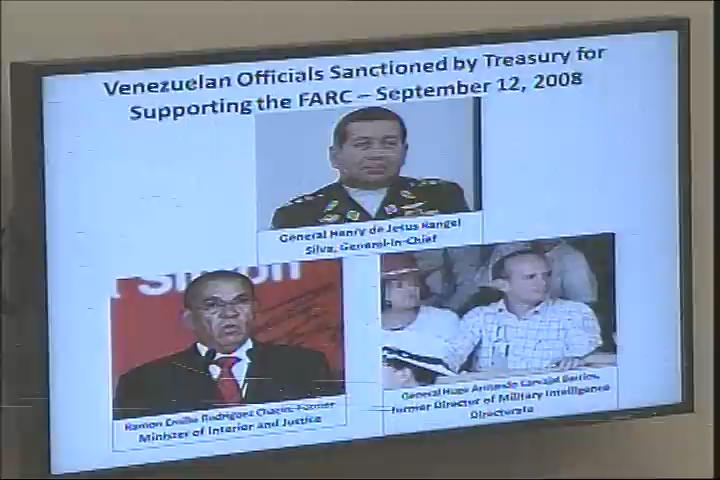 Venezuelan Officials Sanctioned by Treasury for
Supporting the FARC – September 12, 2008
General Henry de Jesus Rangel
Silva, General-in-Chief
Ramon Emilio Rodriguez Chacin, Former
Minister of Interior and Justice
General Hugo Armando Carvajal Barrios,
former Director of Military Intelligence
Directorate